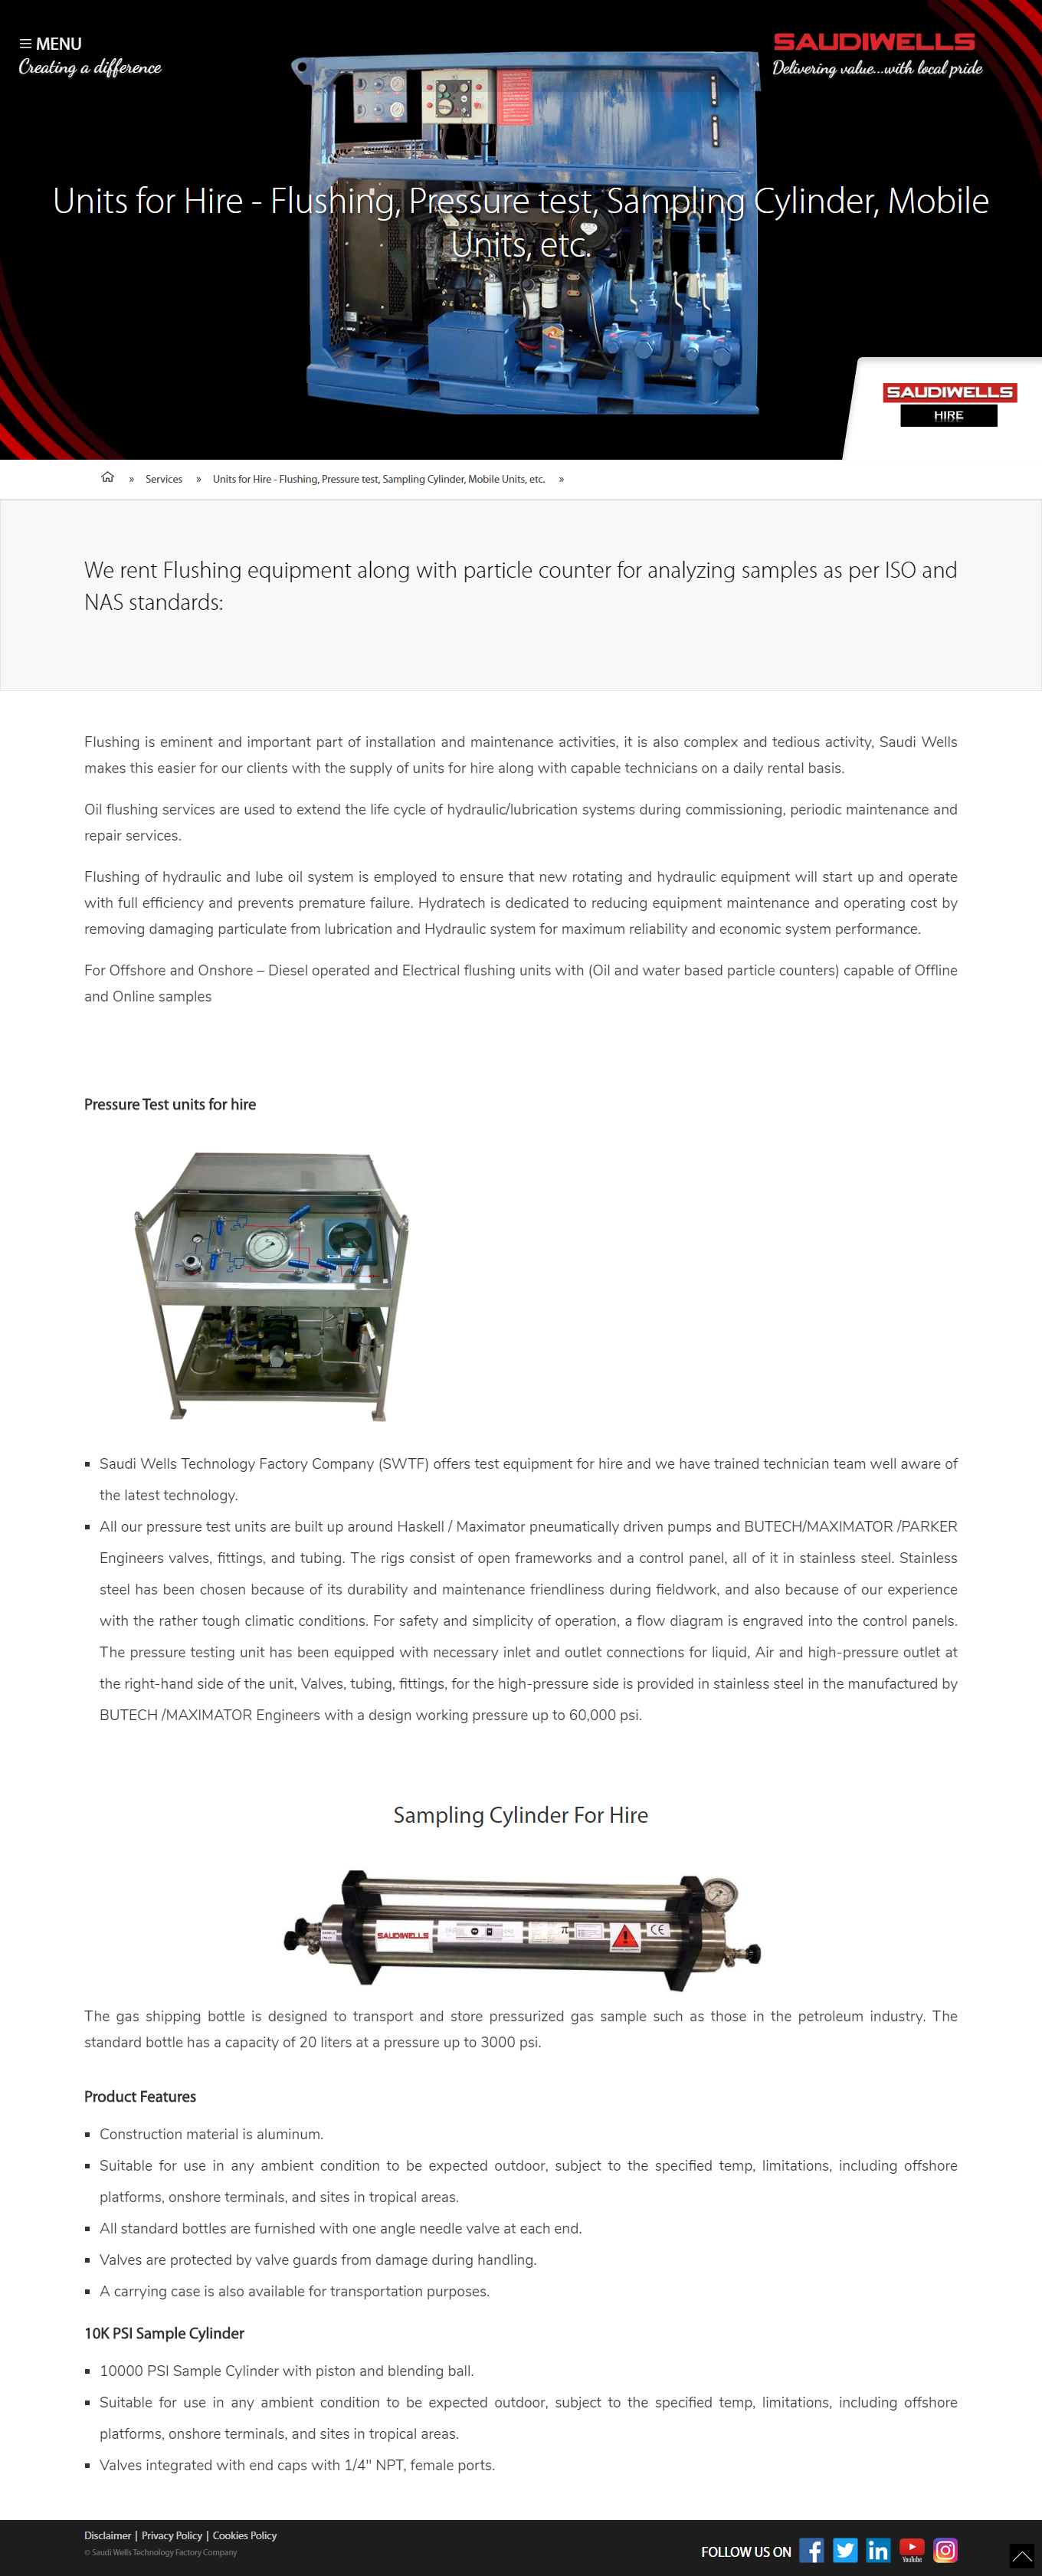 ≡ MENU
Creating a difference
SAUDIWELLS
Delivering value...with local pride
Units for Hire - Flushing, Pressure test, Sampling Cylinder, Mobile
Units, etc.
SAUDIWELLS
HIRE
» Services » Units for Hire - Flushing, Pressure test, Sampling Cylinder, Mobile Units, etc. »
We rent Flushing equipment along with particle counter for analyzing samples as per ISO and
NAS standards:
Flushing is eminent and important part of installation and maintenance activities, it is also complex and tedious activity, Saudi Wells
makes this easier for our clients with the supply of units for hire along with capable technicians on a daily rental basis.
Oil flushing services are used to extend the life cycle of hydraulic/lubrication systems during commissioning, periodic maintenance and
repair services.
Flushing of hydraulic and lube oil system is employed to ensure that new rotating and hydraulic equipment will start up and operate
with full efficiency and prevents premature failure. Hydratech is dedicated to reducing equipment maintenance and operating cost by
removing damaging particulate from lubrication and Hydraulic system for maximum reliability and economic system performance.
For Offshore and Onshore – Diesel operated and Electrical flushing units with (Oil and water based particle counters) capable of Offline
and Online samples
Pressure Test units for hire
▪ Saudi Wells Technology Factory Company (SWTF) offers test equipment for hire and we have trained technician team well aware of
the latest technology.
▪ All our pressure test units are built up around Haskell / Maximator pneumatically driven pumps and BUTECH/MAXIMATOR /PARKER
Engineers valves, fittings, and tubing. The rigs consist of open frameworks and a control panel, all of it in stainless steel. Stainless
steel has been chosen because of its durability and maintenance friendliness during fieldwork, and also because of our experience
with the rather tough climatic conditions. For safety and simplicity of operation, a flow diagram is engraved into the control panels.
The pressure testing unit has been equipped with necessary inlet and outlet connections for liquid, Air and high-pressure outlet at
the right-hand side of the unit, Valves, tubing, fittings, for the high-pressure side is provided in stainless steel in the manufactured by
BUTECH /MAXIMATOR Engineers with a design working pressure up to 60,000 psi.
Sampling Cylinder For Hire
SAUDIWELLS
π
CE
The gas shipping bottle is designed to transport and store pressurized gas sample such as those in the petroleum industry. The
standard bottle has a capacity of 20 liters at a pressure up to 3000 psi.
Product Features
▪ Construction material is aluminum.
▪ Suitable for use in any ambient condition to be expected outdoor, subject to the specified temp, limitations, including offshore
platforms, onshore terminals, and sites in tropical areas.
▪ All standard bottles are furnished with one angle needle valve at each end.
▪ Valves are protected by valve guards from damage during handling.
▪ A carrying case is also available for transportation purposes.
10K PSI Sample Cylinder
▪ 10000 PSI Sample Cylinder with piston and blending ball.
▪ Suitable for use in any ambient condition to be expected outdoor, subject to the specified temp, limitations, including offshore
platforms, onshore terminals, and sites in tropical areas.
▪ Valves integrated with end caps with 1/4" NPT, female ports.
Disclaimer | Privacy Policy | Cookies Policy
© Saudi Wells Technology Factory Company
FOLLOW US ON
YouTube